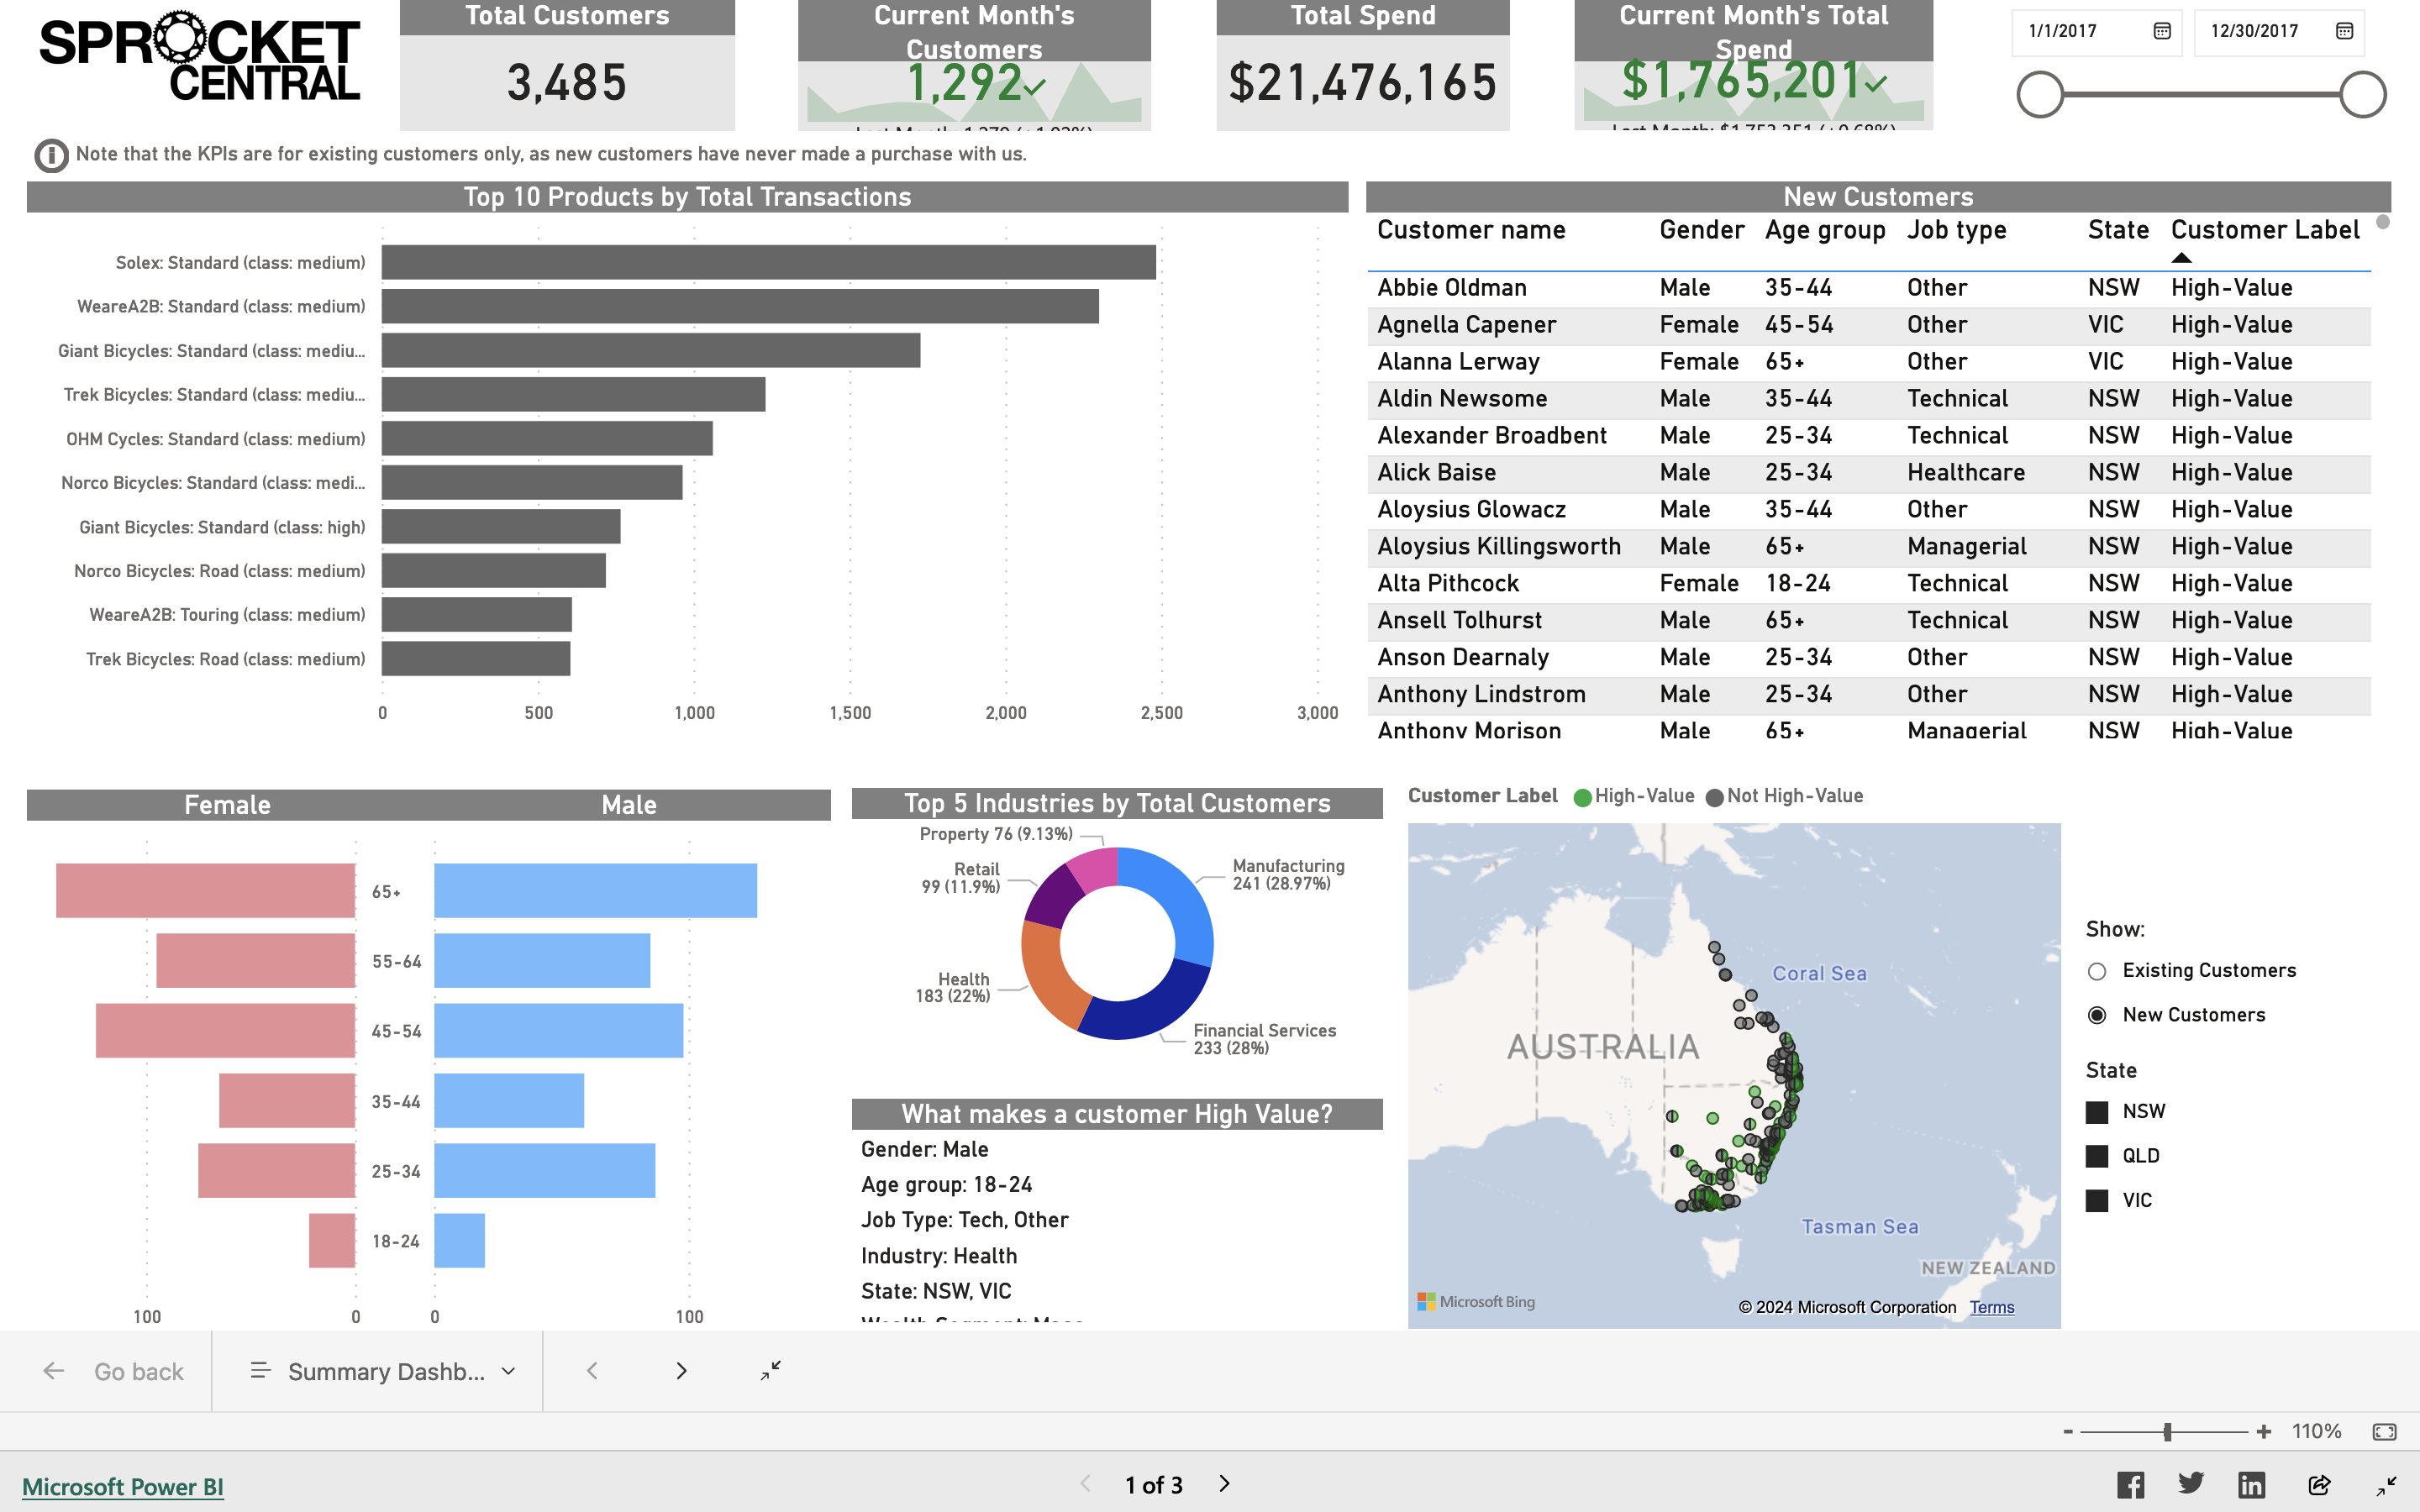 SPROCKET
CENTRAL
Total Customers
3,485
Current Month's
Customers
1,292
Last Month: 1,279 (+1.02%)
Total Spend
$21,476,165
Current Month's Total
Spend
$1,765,201
Last Month: $1,753,351 (+0.68%)
1/1/2017
12/30/2017
Note that the KPIs are for existing customers only, as new customers have never made a purchase with us.
Top 10 Products by Total Transactions
Solex: Standard (class: medium)
WeareA2B: Standard (class: medium)
Giant Bicycles: Standard (class: mediu...
Trek Bicycles: Standard (class: mediu...
OHM Cycles: Standard (class: medium)
Norco Bicycles: Standard (class: medi...
Giant Bicycles: Standard (class: high)
Norco Bicycles: Road (class: medium)
WeareA2B: Touring (class: medium)
Trek Bicycles: Road (class: medium)
0 500 1,000 1,500 2,000 2,500 3,000
New Customers
Customer name Gender Age group Job type State Customer Label
Abbie Oldman Male 35-44 Other NSW High-Value
Agnella Capener Female 45-54 Other VIC High-Value
Alanna Lerway Female 65+ Other VIC High-Value
Aldin Newsome Male 35-44 Technical NSW High-Value
Alexander Broadbent Male 25-34 Technical NSW High-Value
Alick Baise Male 25-34 Healthcare NSW High-Value
Aloysius Glowacz Male 35-44 Other NSW High-Value
Aloysius Killingsworth Male 65+ Managerial NSW High-Value
Alta Pithcock Female 18-24 Technical NSW High-Value
Ansell Tolhurst Male 65+ Technical NSW High-Value
Anson Dearnaly Male 25-34 Other NSW High-Value
Anthony Lindstrom Male 25-34 Other NSW High-Value
Anthony Morison Male 65+ Managerial NSW High-Value
Female Male
65+
55-64
45-54
35-44
25-34
18-24
100 0 0 100
Top 5 Industries by Total Customers
Property 76 (9.13%)
Retail
99 (11.9%)
Manufacturing
241 (28.97%)
Health
183 (22%)
Financial Services
233 (28%)
What makes a customer High Value?
Gender: Male
Age group: 18-24
Job Type: Tech, Other
Industry: Health
State: NSW, VIC
Wealth Segment: Mass
Customer Label High-Value Not High-Value
Coral Sea
AUSTRALIA
Tasman Sea
NEW ZEALAND
Microsoft Bing
© 2024 Microsoft Corporation Terms
Show:
Existing Customers
New Customers
State
NSW
QLD
VIC
Go back
Summary Dashb...
- + 110%
Microsoft Power BI
1 of 3